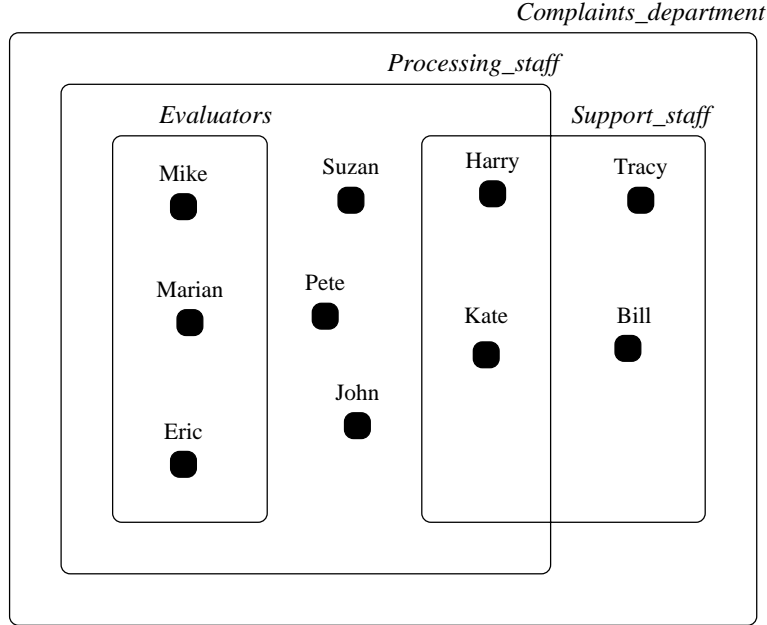 Complaints_department
Processing_staff
Evaluators
Support_staff
Mike
Suzan
Harry
Tracy
Marian
Pete
Kate
Bill
John
Eric